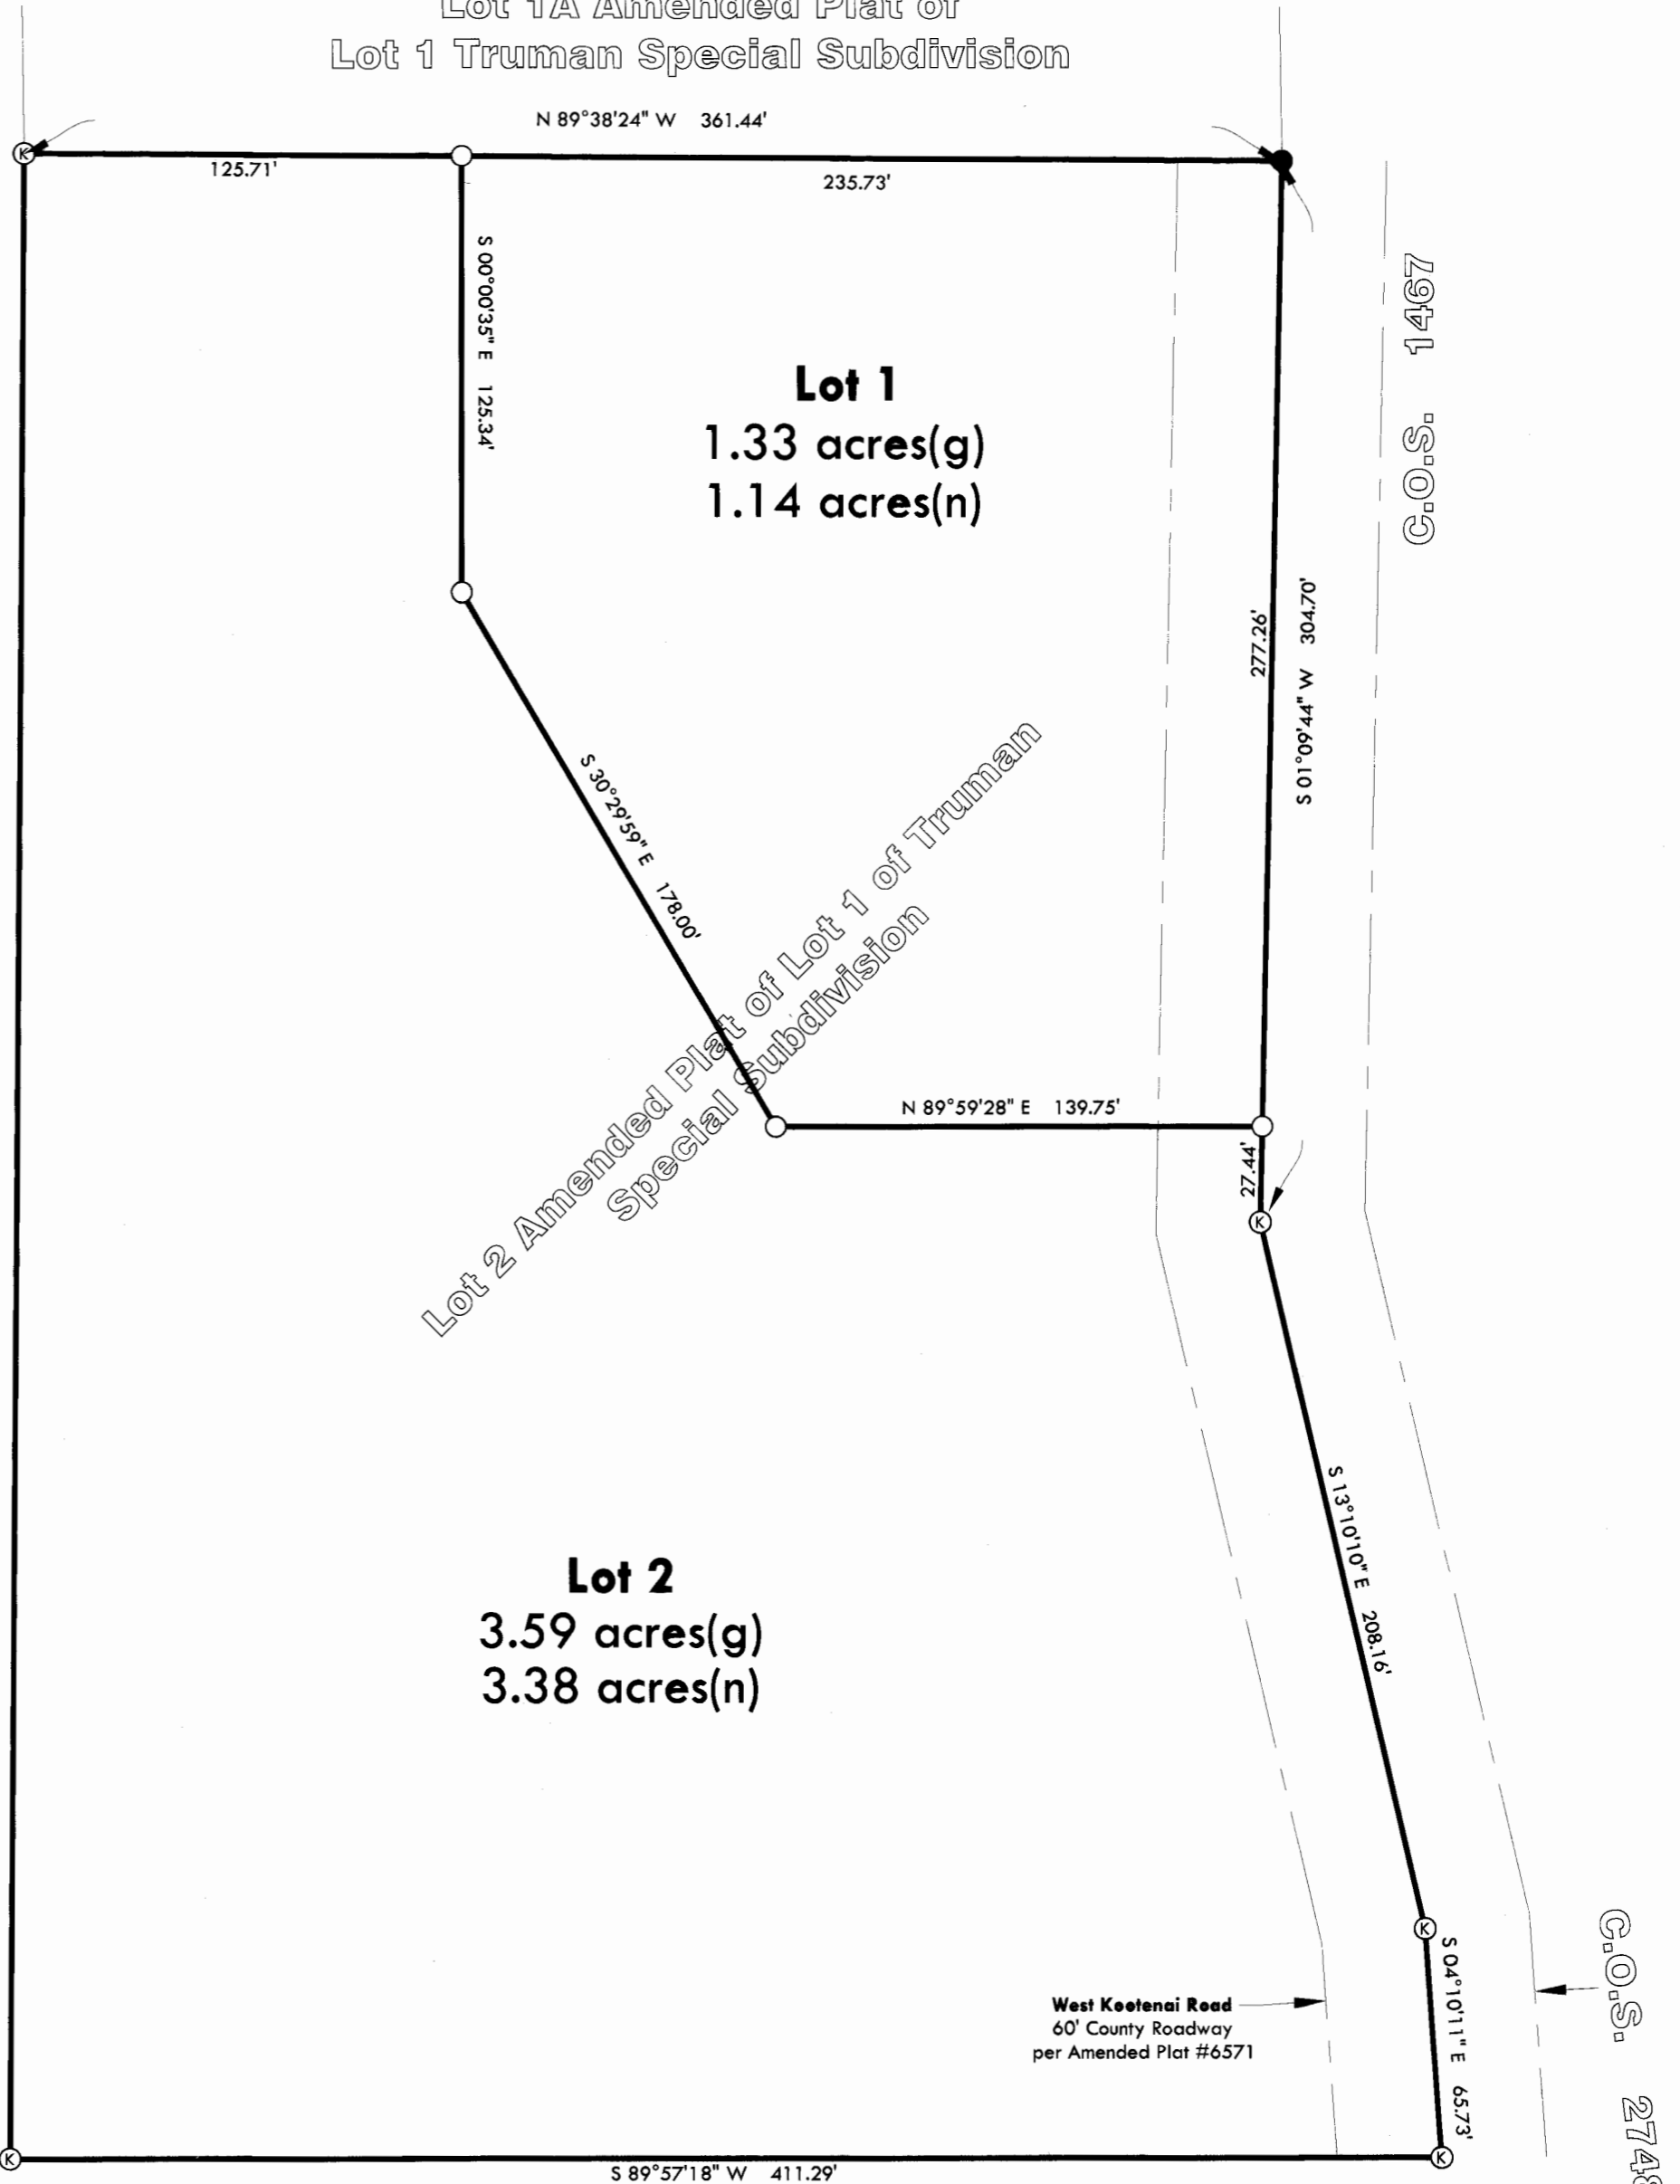 Lot 1A Amended Plat of
Lot 1 Truman Special Subdivision
N 89°38'24" W 361.44'
K
125.71'
235.73'
S 00°00'35" E 125.34'
Lot 1
1.33 acres(g)
1.14 acres(n)
C.O.S. 1467
277.26'
S 01°09'44" W 304.70'
S 30°29'59" E 178.00'
Lot 2 Amended Plat of Lot 1 of Truman
Special Subdivision
N 89°59'28" E 139.75'
27.44'
K
S 13°10'10" E 208.16'
Lot 2
3.59 acres(g)
3.38 acres(n)
K
S 04°10'11" E 65.73'
C.O.S.
West Kootenai Road
60' County Roadway
per Amended Plat #6571
K
K
S 89°57'18" W 411.29'